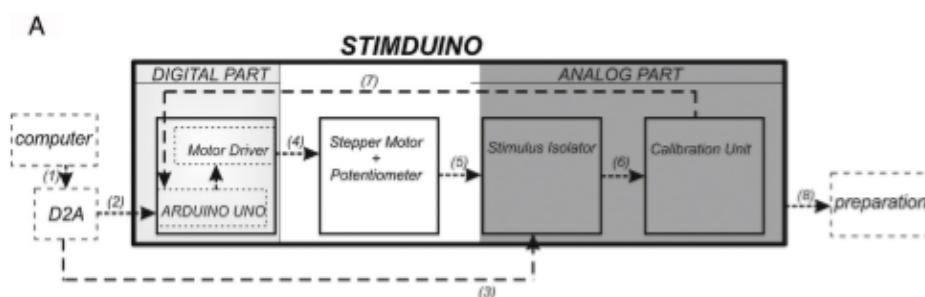 A
STIMDUINO
DIGITAL PART
ANALOG PART
(7)
computer
Motor Driver
(4)
Stepper Motor
+
Potentiometer
(5)
Stimulus Isolator
(6)
Calibration Unit
(1)
D2A
(2)
ARDUINO UNO
(8)
preparation
(3)